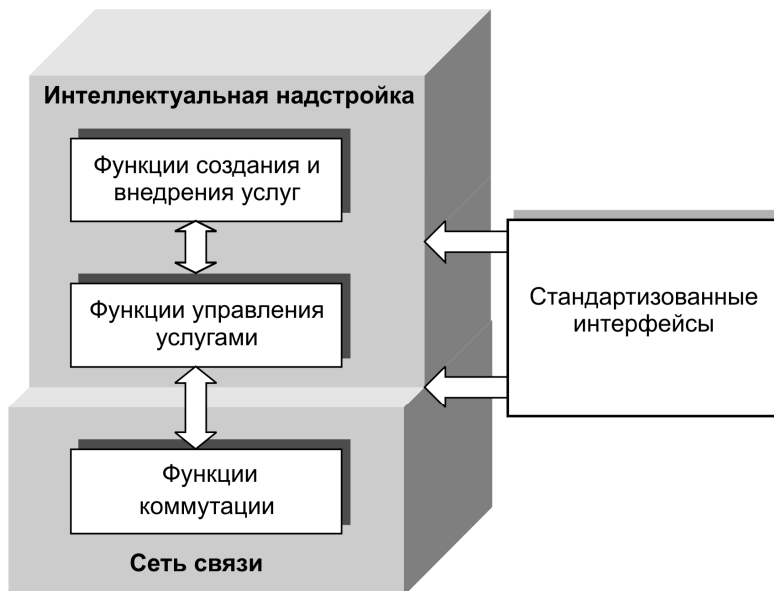 Интеллектуальная надстройка
Функции создания и
внедрения услуг
Функции управления
услугами
Функции
коммутации
Сеть связи
Стандартизованные
интерфейсы